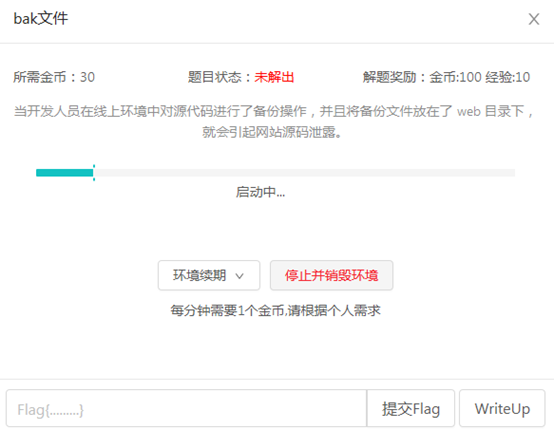 bak文件
所需金币：30 题目状态：未解出 解题奖励：金币:100 经验:10
当开发人员在线上环境中对源代码进行了备份操作，并且将备份文件放在了 web 目录下，
就会引起网站源码泄露。
启动中...
环境续期 停止并销毁环境
每分钟需要1个金币,请根据个人需求
Flag{.........} 提交Flag WriteUp